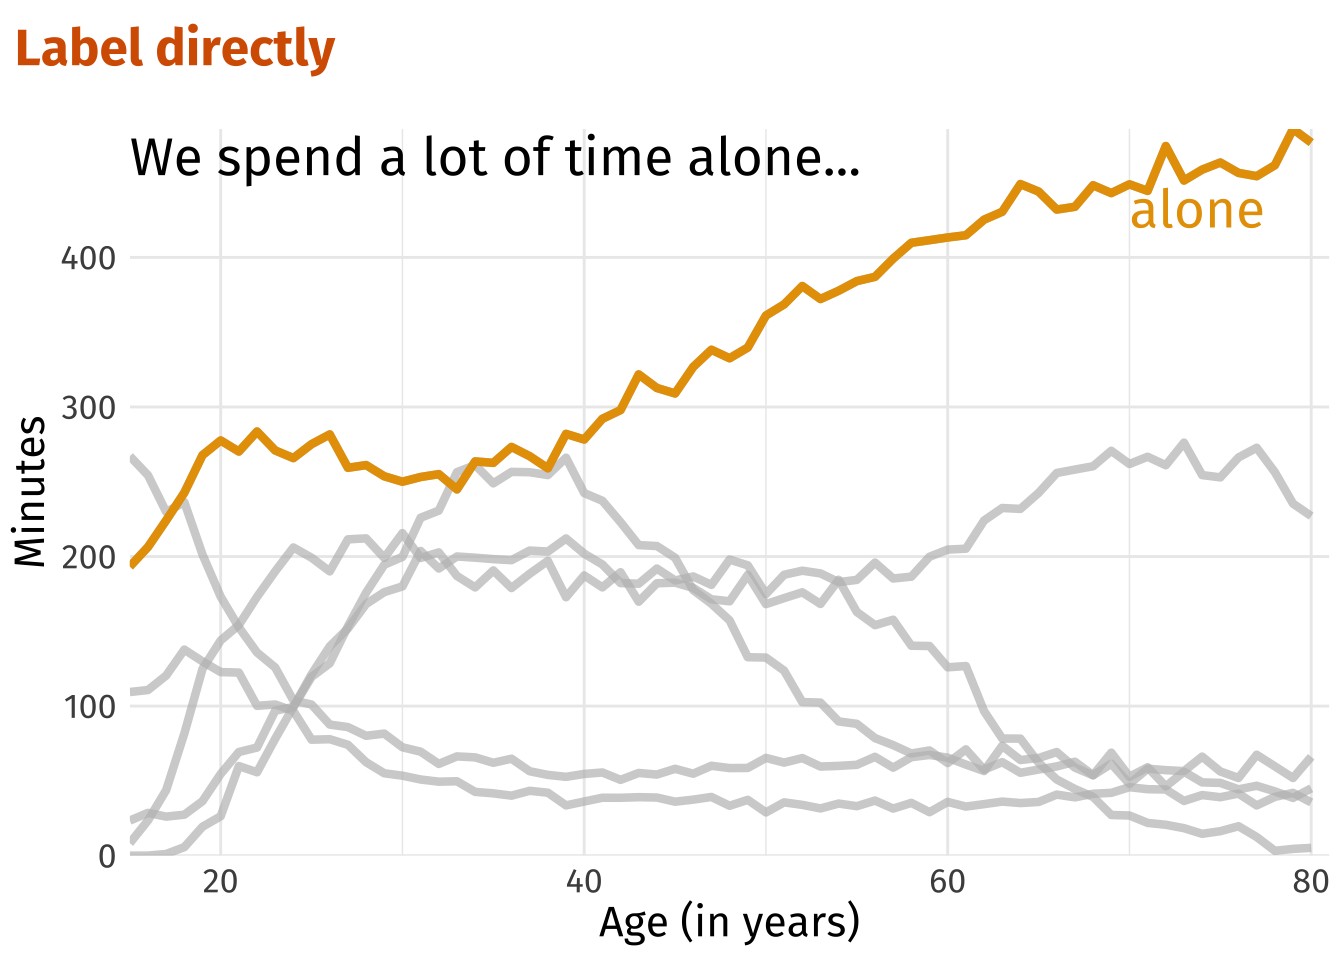 Label directly
We spend a lot of time alone...
alone
400
300
200
100
0
Minutes
20 40 60 80
Age (in years)